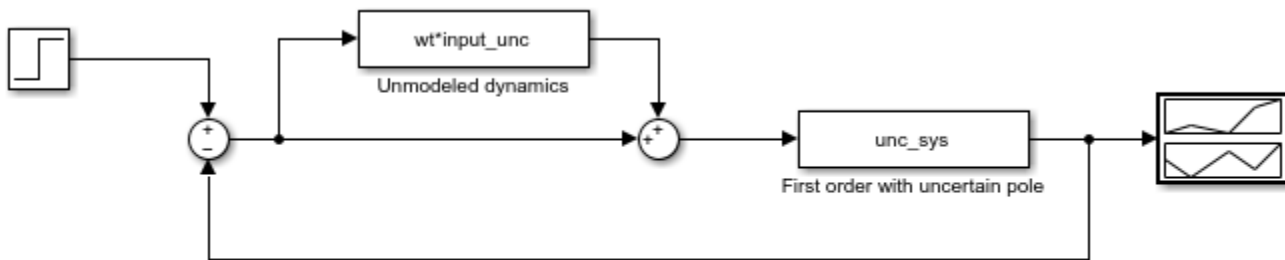 wt*input_unc
Unmodeled dynamics
+
−
+
+
unc_sys
First order with uncertain pole